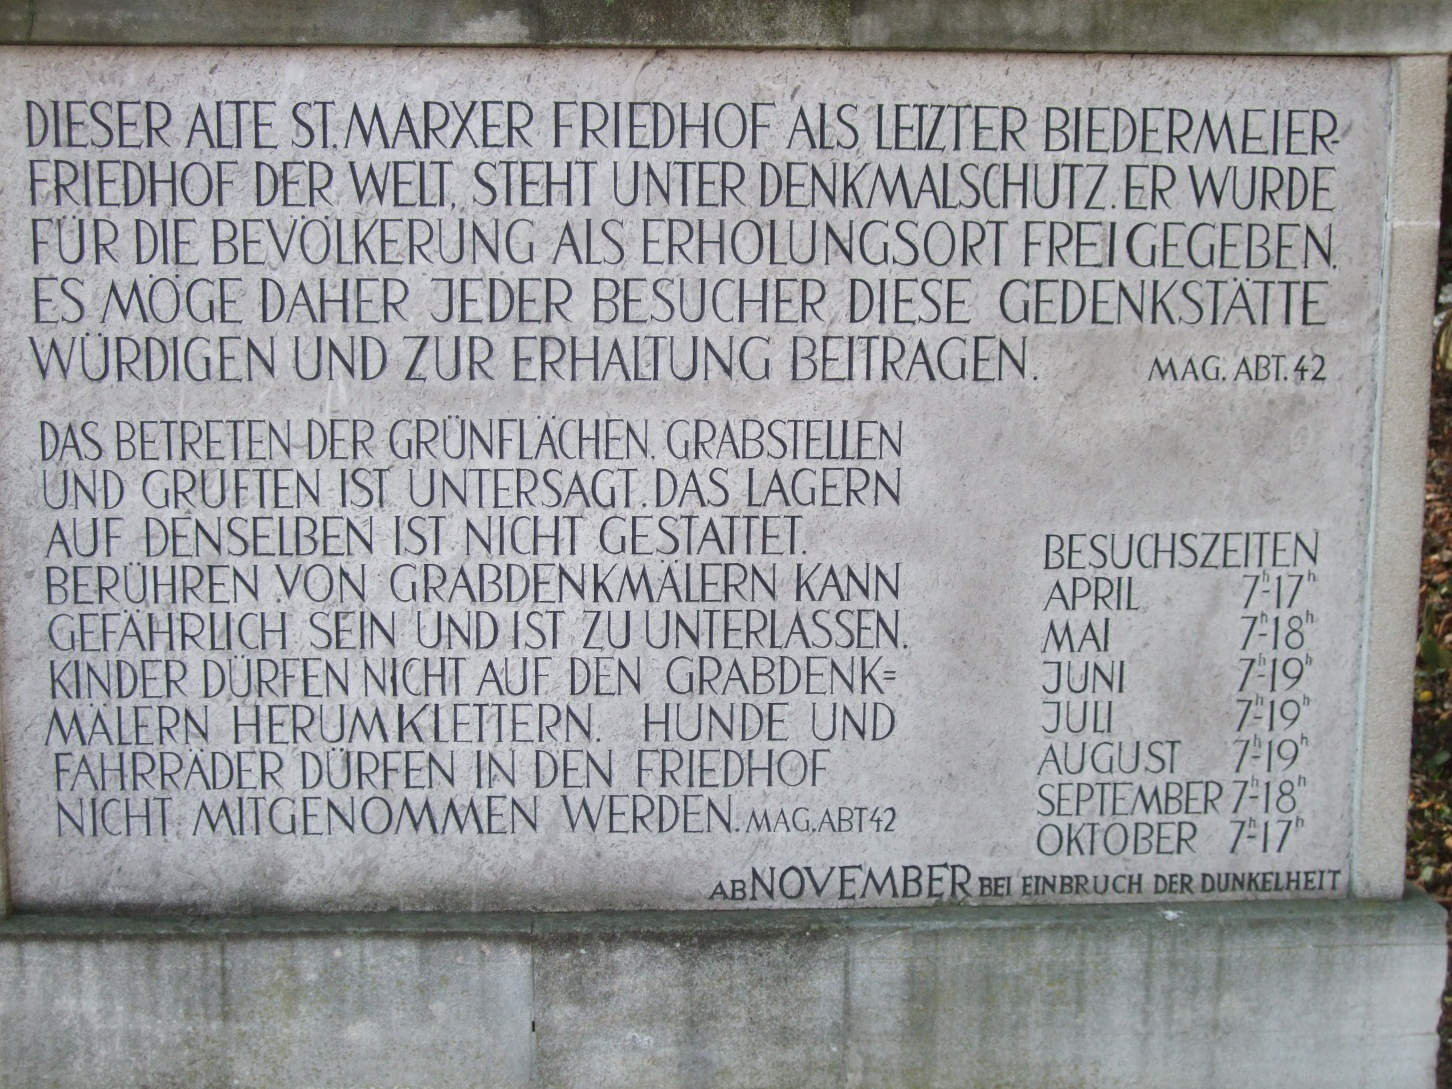 DIESER ALTE ST. MARXER FRIEDHOF ALS LETZTER BIEDERMEIER-
FRIEDHOF DER WELT, STEHT UNTER DENKMALSCHUTZ. ER WURDE
FÜR DIE BEVÖLKERUNG ALS ERHOLUNGSORT FREIGEGEBEN.
ES MÖGE DAHER JEDER BESUCHER DIESE GEDENKSTÄTTE
WÜRDIGEN UND ZUR ERHALTUNG BEITRAGEN. MAG. ABT. 42
DAS BETRETEN DER GRÜNFLÄCHEN, GRABSTELLEN
UND GRUFTEN IST UNTERSAGT. DAS LAGERN
AUF DENSELBEN IST NICHT GESTATTET.
BERÜHREN VON GRABDENKMÄLERN KANN
GEFÄHRLICH SEIN UND IST ZU UNTERLASSEN.
KINDER DÜRFEN NICHT AUF DEN GRABDENK=
MÄLERN HERUMKLETTERN. HUNDE UND
FAHRRÄDER DÜRFEN IN DEN FRIEDHOF
NICHT MITGENOMMEN WERDEN. MAG. ABT 42
BESUCHSZEITEN
APRIL 7h-17h
MAI 7h-18h
JUNI 7h-19h
JULI 7h-19h
AUGUST 7h-19h
SEPTEMBER 7h-18h
OKTOBER 7h-17h
AB NOVEMBER BEI EINBRUCH DER DUNKELHEIT